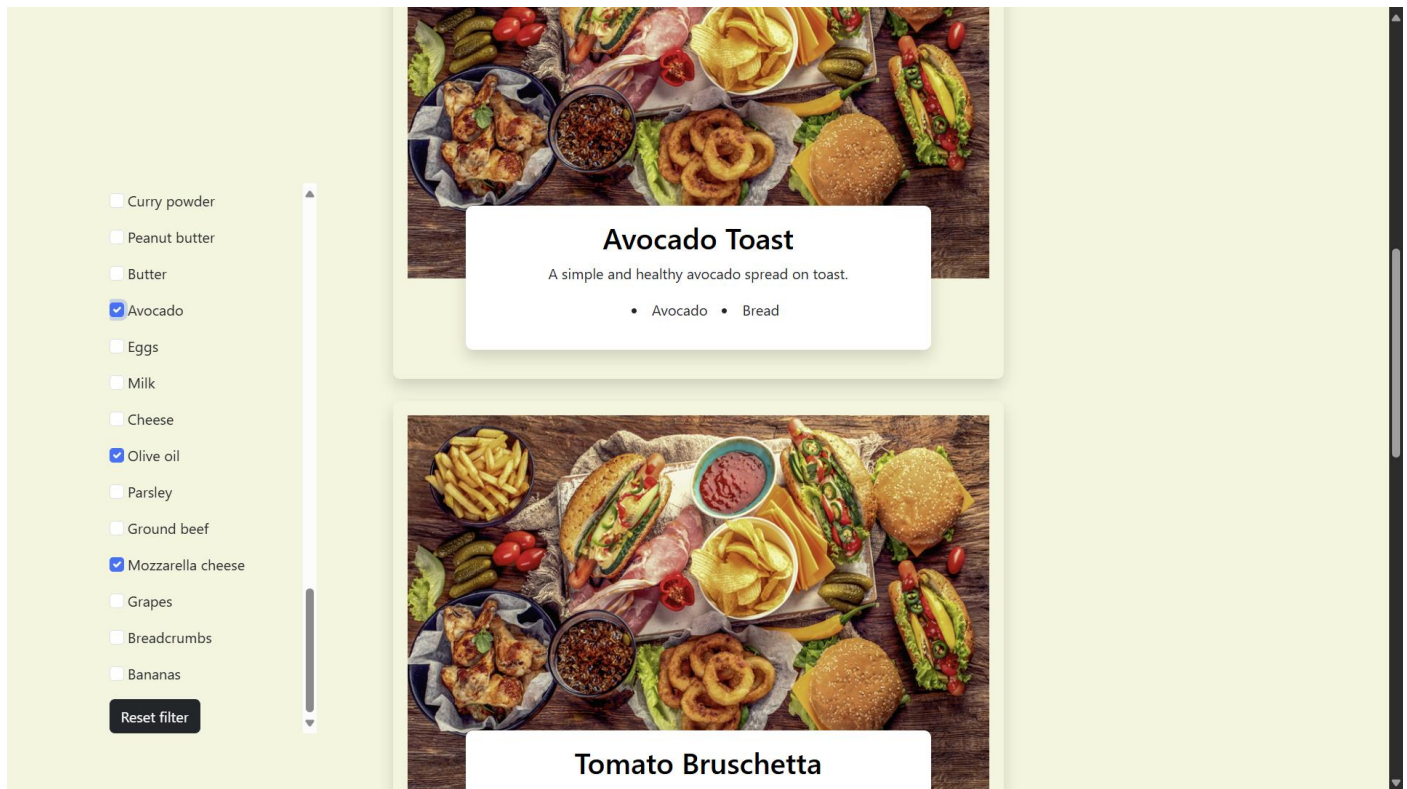 Curry powder
Peanut butter
Butter
Avocado
Eggs
Milk
Cheese
Olive oil
Parsley
Ground beef
Mozzarella cheese
Grapes
Breadcrumbs
Bananas
Reset filter
Avocado Toast
A simple and healthy avocado spread on toast.
• Avocado • Bread
Tomato Bruschetta